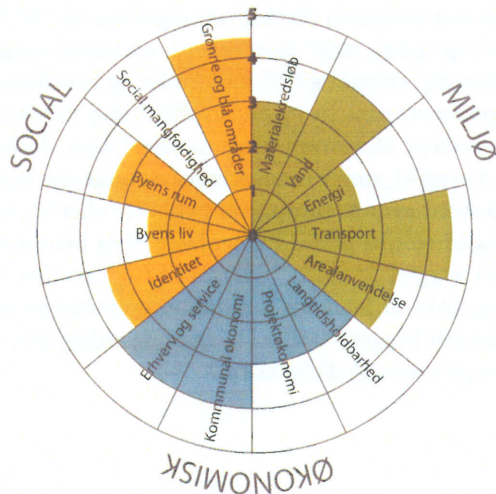 SOCIAL
MILJØ
ØKONOMISK
5
4
3
2
1
0
Grønne og blå områder
Materialekredsløb
Vand
Energi
Transport
Arealanvendelse
Langtidsholdbarhed
Projektøkonomi
Kommmunal økonomi
Erhverv og service
Identitet
Byens liv
Byens rum
Social mangfoldighed